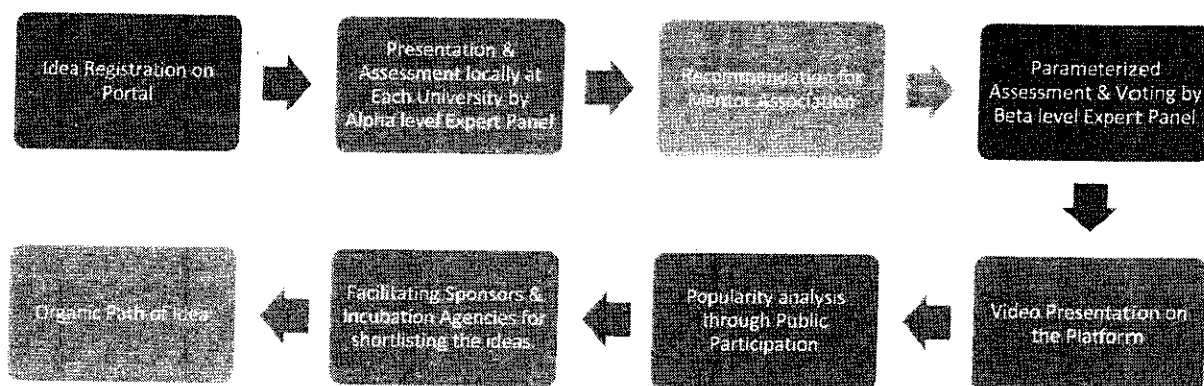 Idea Registration on
Portal
Presentation &
Assessment locally at
Each University by
Alpha level Expert Panel
Recommendation for
Mentor Association
Parameterized
Assessment & Voting by
Beta level Expert Panel
Video Presentation on
the Platform
Popularity analysis
through Public
Participation
Facilitating Sponsors &
Incubation Agencies for
shortlisting the ideas
Organic Path of Idea